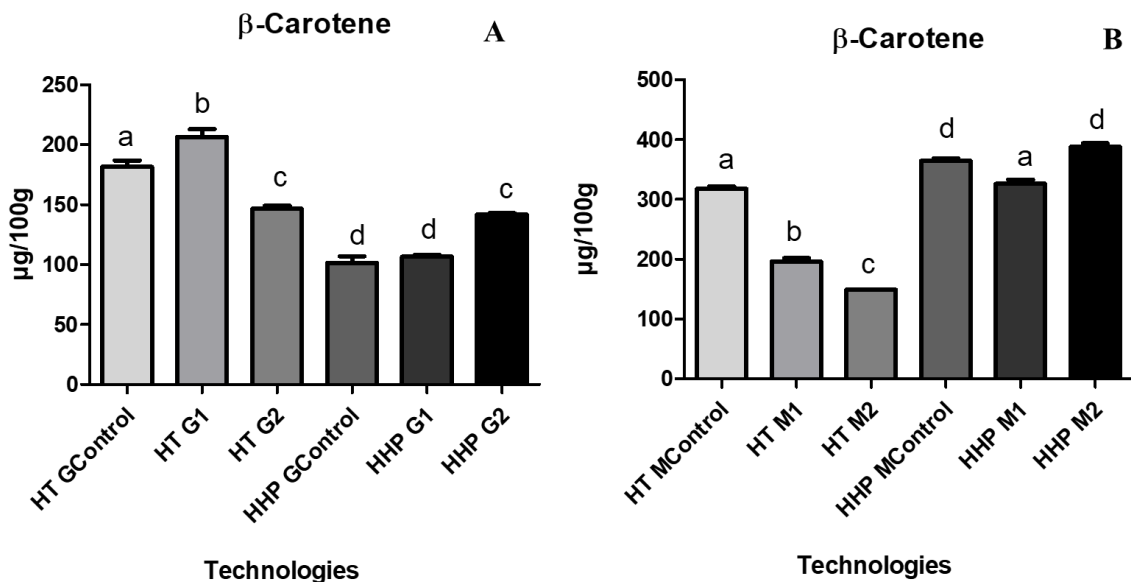 β-Carotene A
250
200
150
100
50
0
µg/100g
a
b
c
d
d
c
HT GControl
HT G1
HT G2
HHP GControl
HHP G1
HHP G2
Technologies
β-Carotene B
500
400
300
200
100
0
µg/100g
a
b
c
d
a
d
HT MControl
HT M1
HT M2
HHP MControl
HHP M1
HHP M2
Technologies